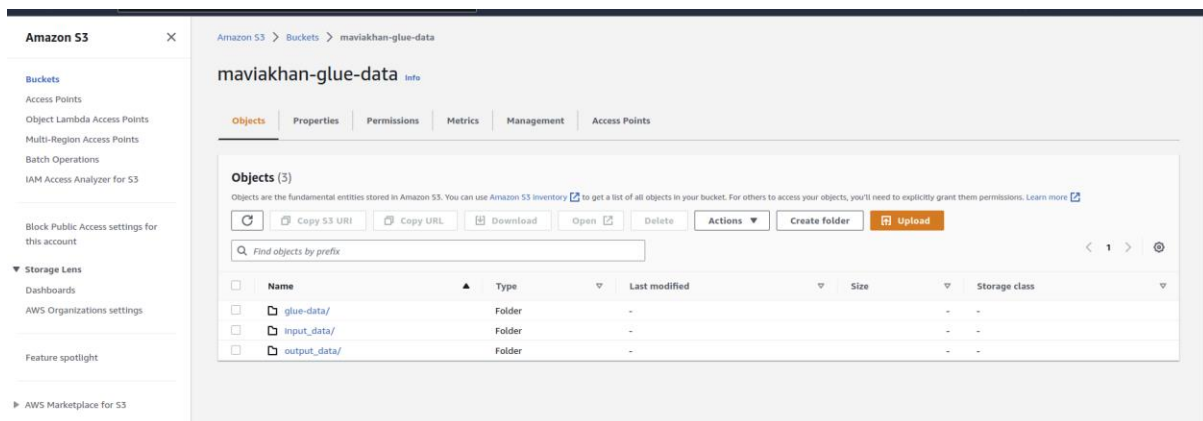 Amazon S3
Buckets
Access Points
Object Lambda Access Points
Multi-Region Access Points
Batch Operations
IAM Access Analyzer for S3
Block Public Access settings for
this account
Storage Lens
Dashboards
AWS Organizations settings
Feature spotlight
AWS Marketplace for S3
Amazon S3 > Buckets > maviakhan-glue-data
maviakhan-glue-data Info
Objects Properties Permissions Metrics Management Access Points
Objects (3)
Objects are the fundamental entities stored in Amazon S3. You can use Amazon S3 Inventory to get a list of all objects in your bucket. For others to access your objects, you'll need to explicitly grant them permissions. Learn more
Copy S3 URI Copy URL Download Open Delete Actions Create folder Upload
Find objects by prefix
< 1 >
Name Type Last modified Size Storage class
glue-data/ Folder - - -
input_data/ Folder - - -
output_data/ Folder - - -